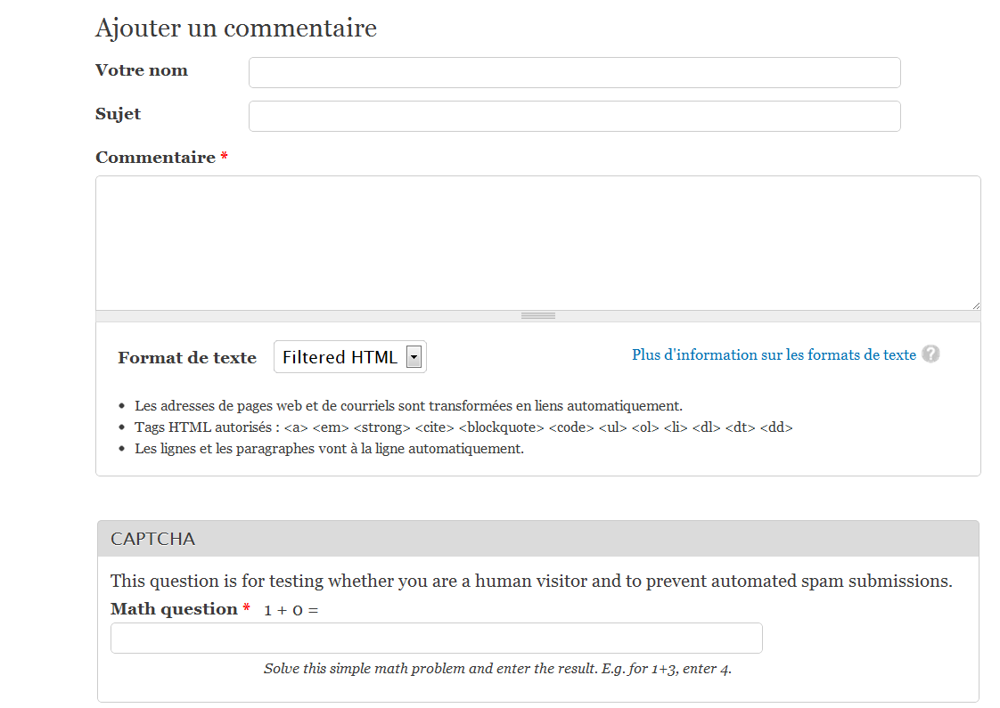 Ajouter un commentaire
Votre nom
Sujet
Commentaire *
Format de texte Filtered HTML Plus d'information sur les formats de texte ?
Les adresses de pages web et de courriels sont transformées en liens automatiquement.
Tags HTML autorisés : <a> <em> <strong> <cite> <blockquote> <code> <ul> <ol> <li> <dl> <dt> <dd>
Les lignes et les paragraphes vont à la ligne automatiquement.
CAPTCHA
This question is for testing whether you are a human visitor and to prevent automated spam submissions.
Math question * 1 + 0 =
Solve this simple math problem and enter the result. E.g. for 1+3, enter 4.